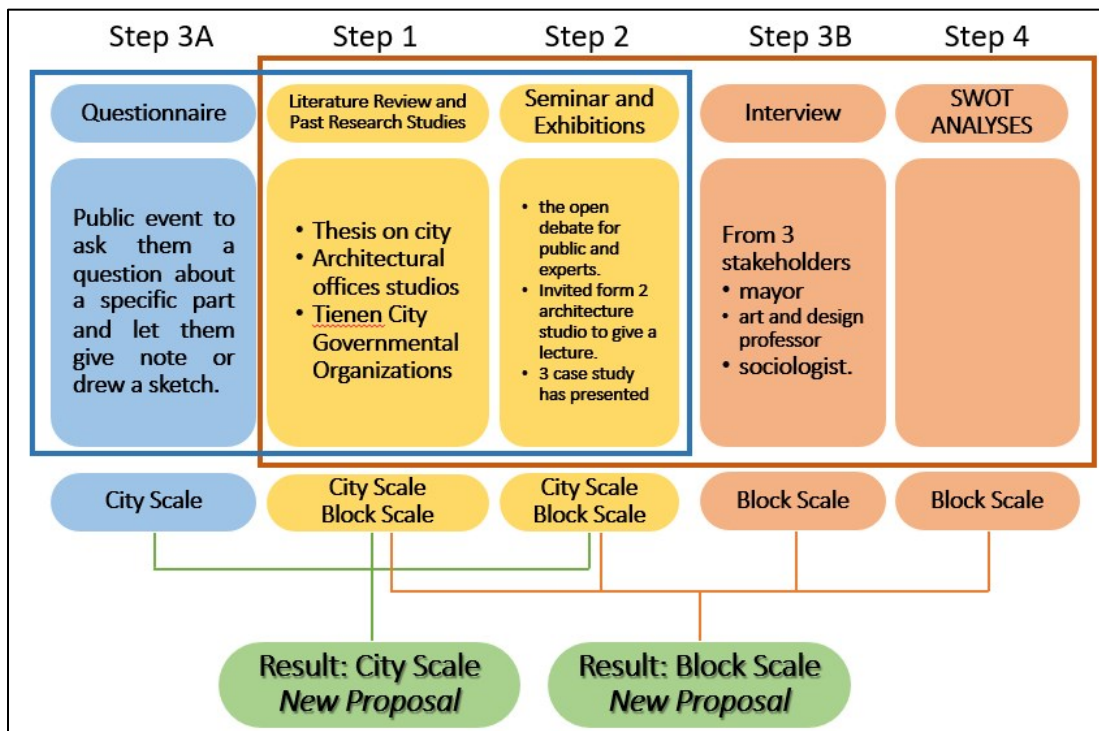 Step 3A
Step 1
Step 2
Step 3B
Step 4
Questionnaire
Literature Review and
Past Research Studies
Seminar and
Exhibitions
Interview
SWOT
ANALYSES
Public event to
ask them a
question about
a specific part
and let them
give note or
drew a sketch.
• Thesis on city
• Architectural
offices studios
• Tienen City
Governmental
Organizations
• the open
debate for
public and
experts.
• Invited form 2
architecture
studio to give a
lecture.
• 3 case study
has presented
From 3
stakeholders
• mayor
• art and design
professor
• sociologist.
City Scale
City Scale
Block Scale
City Scale
Block Scale
Block Scale
Block Scale
Result: City Scale
New Proposal
Result: Block Scale
New Proposal